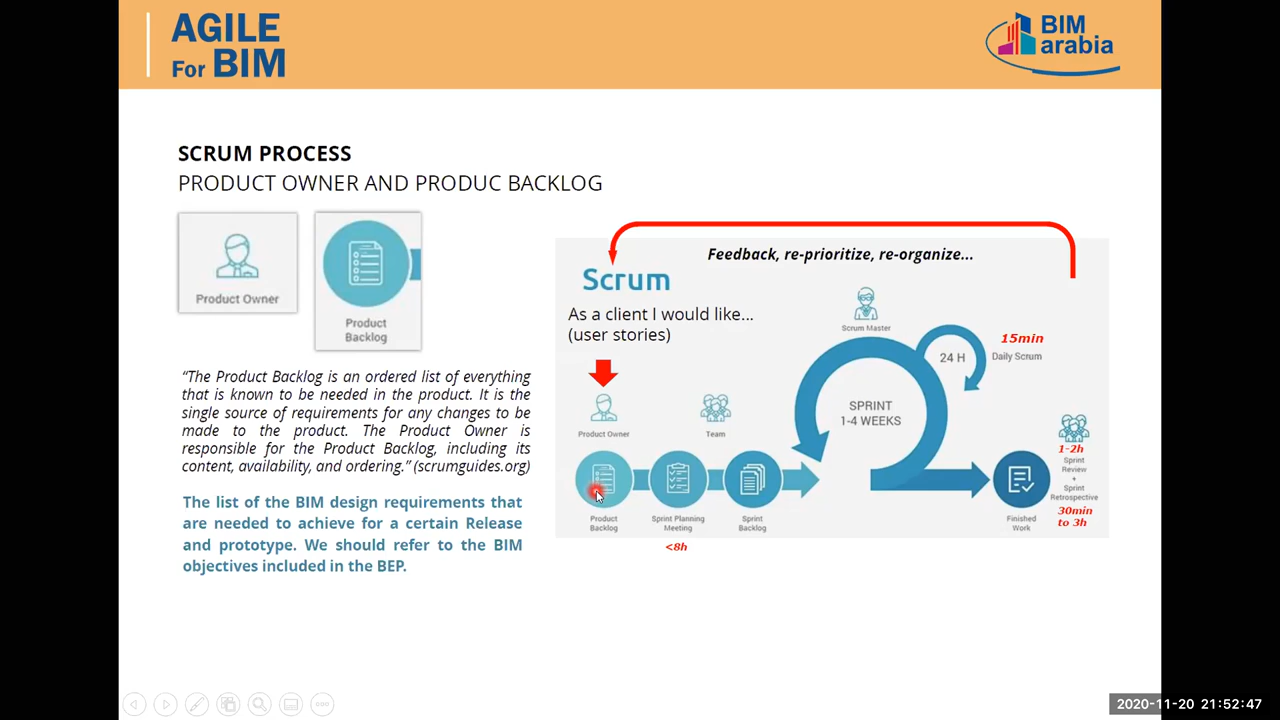 AGILE
For BIM
BIM
arabia
SCRUM PROCESS
PRODUCT OWNER AND PRODUC BACKLOG
Product Owner
Product
Backlog
“The Product Backlog is an ordered list of everything
that is known to be needed in the product. It is the
single source of requirements for any changes to be
made to the product. The Product Owner is
responsible for the Product Backlog, including its
content, availability, and ordering.” (scrumguides.org)
The list of the BIM design requirements that
are needed to achieve for a certain Release
and prototype. We should refer to the BIM
objectives included in the BEP.
Feedback, re-prioritize, re-organize...
Scrum
As a client I would like...
(user stories)
Scrum Master
15min
24 H
Daily Scrum
SPRINT
1-4 WEEKS
Product Owner
Team
1-2h
Sprint
Review
+
Sprint
Retrospective
30min
to 3h
Product
Backlog
Sprint Planning
Meeting
<8h
Sprint
Backlog
Finished
Work
2020-11-20 21:52:47